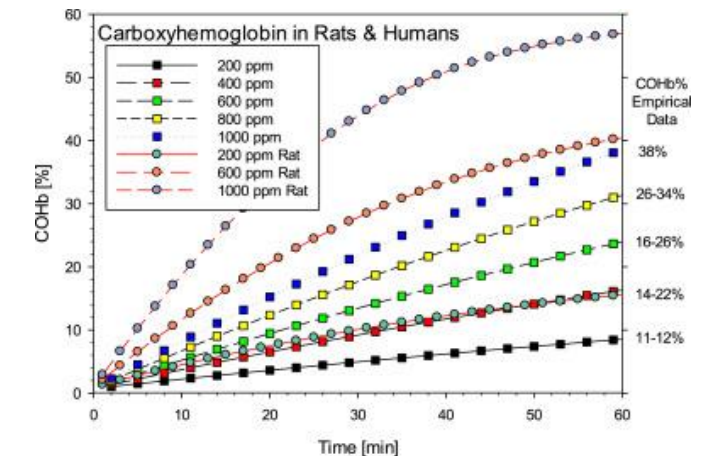 Carboxyhemoglobin in Rats & Humans
200 ppm
400 ppm
600 ppm
800 ppm
1000 ppm
200 ppm Rat
600 ppm Rat
1000 ppm Rat
COHb [%]
60
50
40
30
20
10
0
0 10 20 30 40 50 60
Time [min]
COHb%
Empirical
Data
38%
26-34%
16-26%
14-22%
11-12%